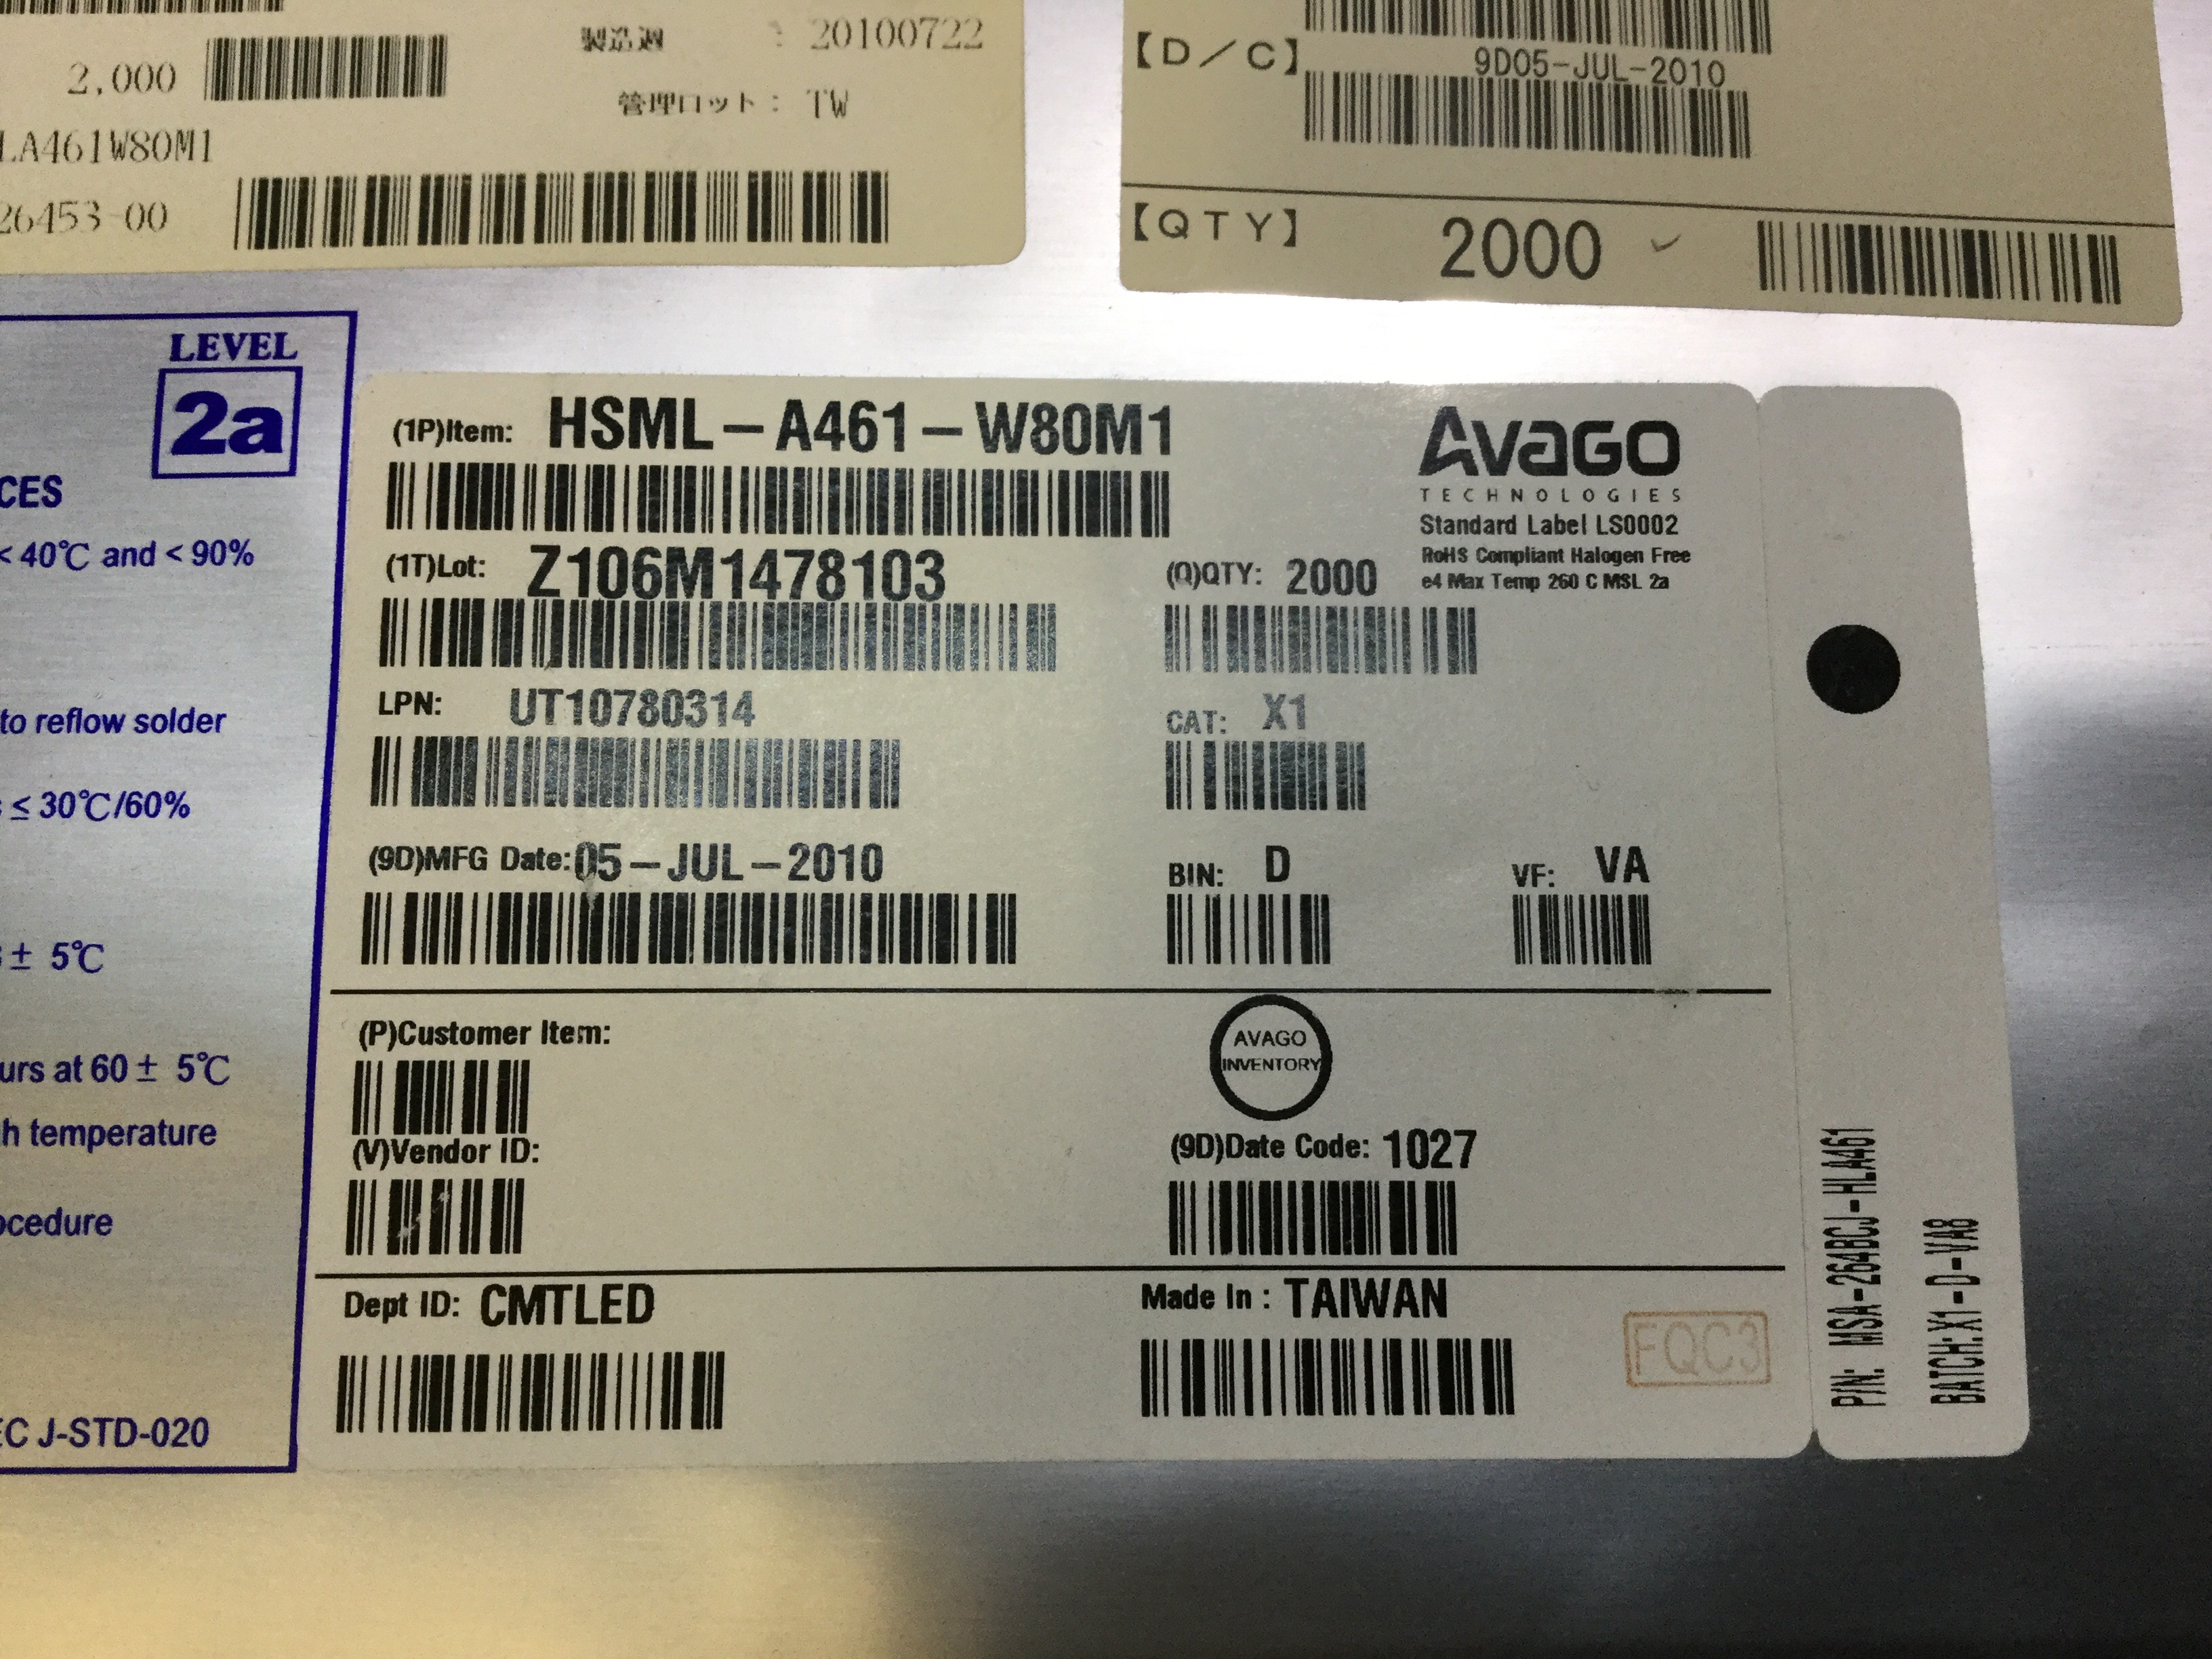 2,000
製造週 : 20100722
管理ロット: TW
LA461W80M1
26453-00
【D/C】
9D05-JUL-2010
【QTY】 2000
LEVEL
2a
CES
< 40℃ and < 90%
to reflow solder
≤ 30℃/60%
± 5℃
urs at 60 ± 5℃
h temperature
ocedure
EC J-STD-020
(1P)Item: HSML-A461-W80M1
AVAGO
TECHNOLOGIES
Standard Label LS0002
RoHS Compliant Halogen Free
e4 Max Temp 260 C MSL 2a
(1T)Lot: Z106M1478103
(Q)QTY: 2000
LPN: UT10780314
CAT: X1
(9D)MFG Date: 05-JUL-2010
BIN: D
VF: VA
(P)Customer Item:
AVAGO
INVENTORY
(V)Vendor ID:
(9D)Date Code: 1027
Dept ID: CMTLED
Made In : TAIWAN
FQC3
P/N: MSA-264BCJ-HLA461
BATCH:X1-D-VA8